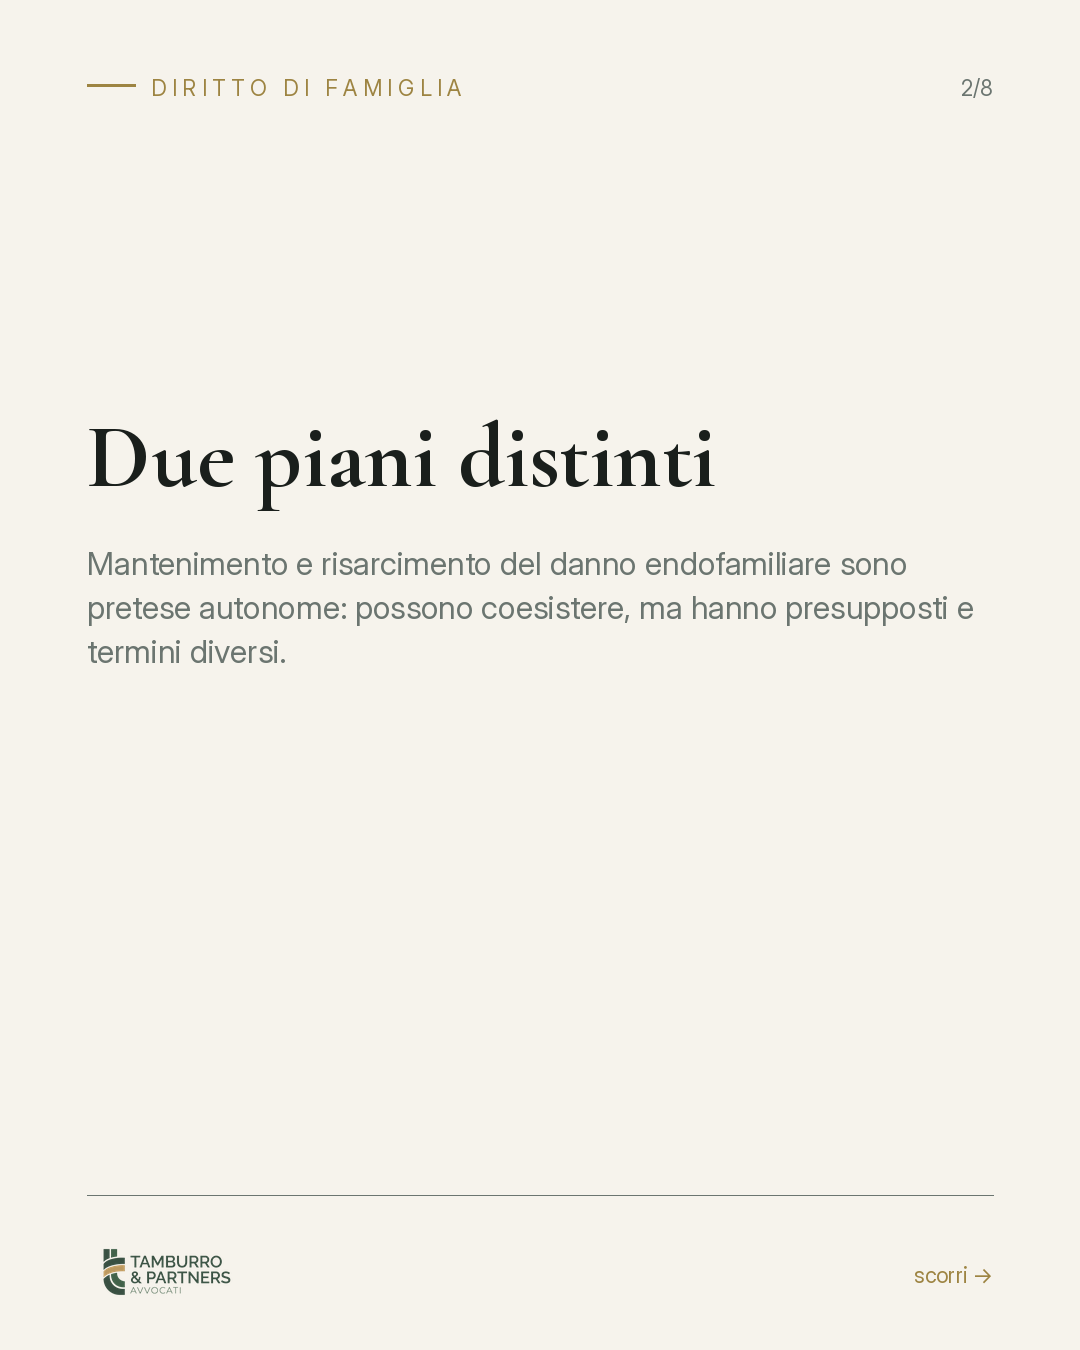 DIRITTO DI FAMIGLIA
2/8
Due piani distinti
Mantenimento e risarcimento del danno endofamiliare sono
pretese autonome: possono coesistere, ma hanno presupposti e
termini diversi.
TAMBURRO
& PARTNERS
AVVOCATI
scorri →